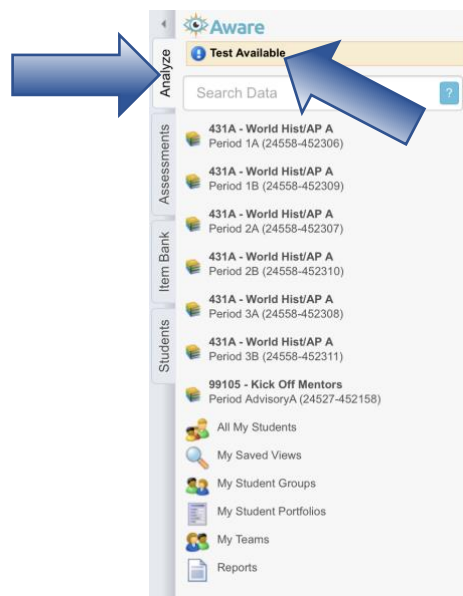 Aware
Test Available
Search Data
?
Analyze
Assessments
Item Bank
Students
431A - World Hist/AP A
Period 1A (24558-452306)
431A - World Hist/AP A
Period 1B (24558-452309)
431A - World Hist/AP A
Period 2A (24558-452307)
431A - World Hist/AP A
Period 2B (24558-452310)
431A - World Hist/AP A
Period 3A (24558-452308)
431A - World Hist/AP A
Period 3B (24558-452311)
99105 - Kick Off Mentors
Period AdvisoryA (24527-452158)
All My Students
My Saved Views
My Student Groups
My Student Portfolios
My Teams
Reports